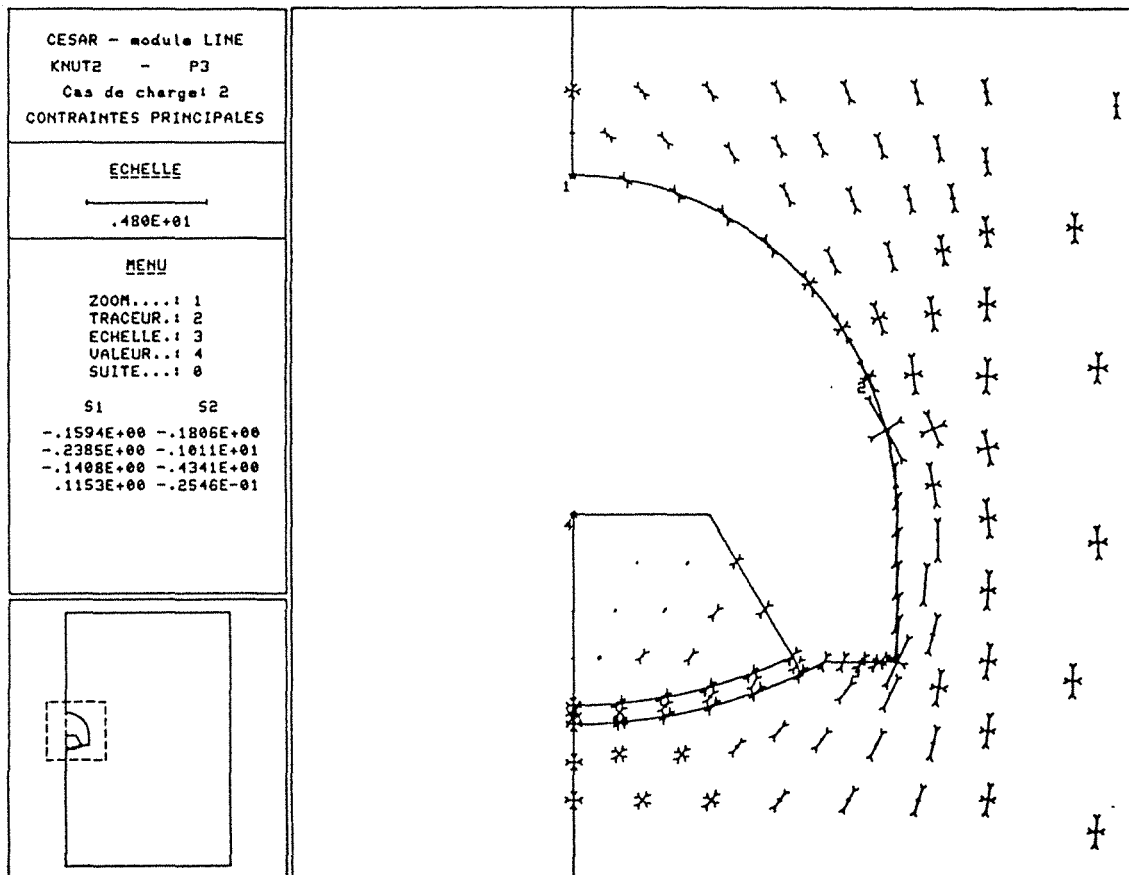 CESAR - module LINE
KNUT2 - P3
Cas de charge: 2
CONTRAINTES PRINCIPALES
ECHELLE
.480E+01
MENU
ZOOM....: 1
TRACEUR.: 2
ECHELLE.: 3
VALEUR..: 4
SUITE...: 0
S1 S2
-.1594E+00 -.1806E+00
-.2385E+00 -.1011E+01
-.1408E+00 -.4341E+00
.1153E+00 -.2546E-01
1
2
4
3